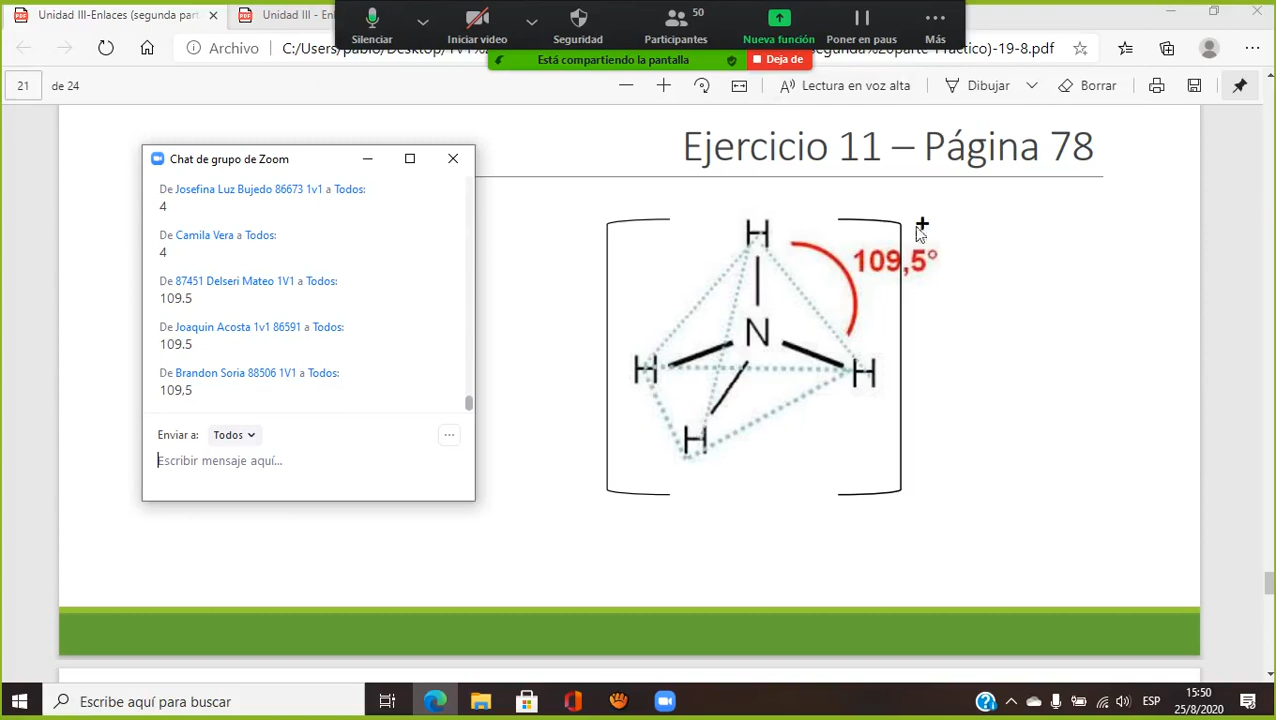 Unidad III-Enlaces (segunda part
Unidad III - En
Silenciar
Iniciar video
Seguridad
50
Participantes
Nueva función
Poner en paus
Más
Está compartiendo la pantalla
Deja de
Archivo
C:/Users/pablo/Desktop/1V1
segunda%20parte-Practico)-19-8.pdf
21
de 24
Lectura en voz alta
Dibujar
Borrar
Ejercicio 11 – Página 78
Chat de grupo de Zoom
De Josefina Luz Bujedo 86673 1v1 a Todos:
4
De Camila Vera a Todos:
4
De 87451 Delseri Mateo 1V1 a Todos:
109.5
De Joaquin Acosta 1v1 86591 a Todos:
109.5
De Brandon Soria 88506 1V1 a Todos:
109,5
Enviar a:
Todos
Escribir mensaje aquí...
H
+
109,5°
N
H
H
H
Escribe aquí para buscar
ESP
15:50
25/8/2020